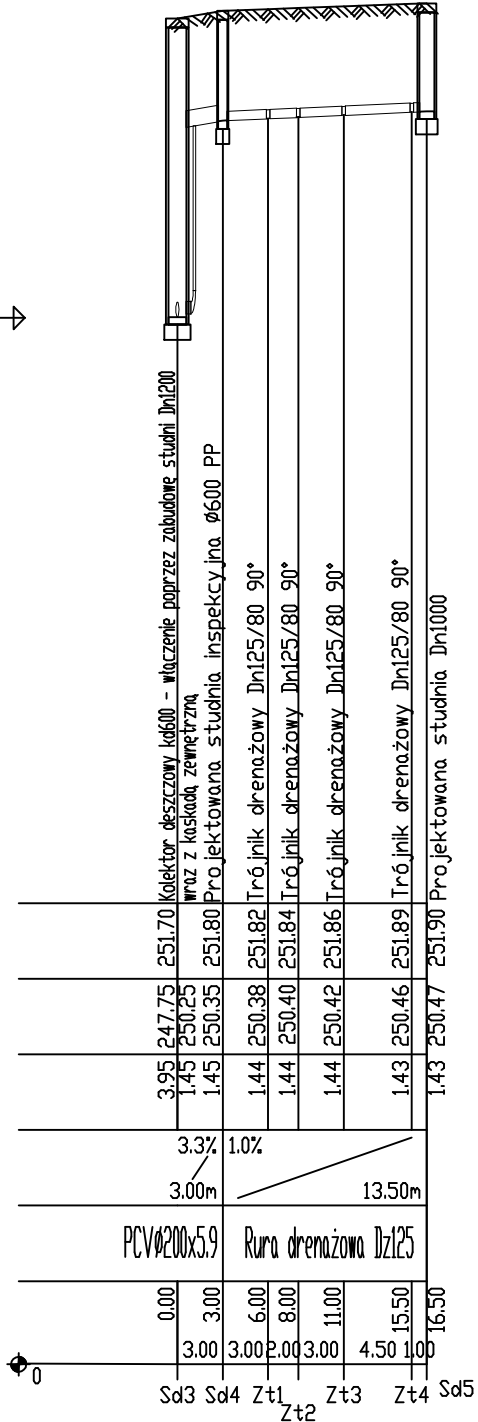 Kolektor deszczowy kd600 - włączenie poprzez zabudowę studni Dn1200
wraz z kaskadą zewnętrzną
Projektowana studnia inspekcyjna Ø600 PP
Trójnik drenażowy Dn125/80 90°
Trójnik drenażowy Dn125/80 90°
Trójnik drenażowy Dn125/80 90°
Trójnik drenażowy Dn125/80 90°
Projektowana studnia Dn1000
251.70 251.80 251.82 251.84 251.86 251.89 251.90
247.75 250.25 250.35 250.38 250.40 250.42 250.46 250.47
3.95 1.45 1.45 1.44 1.44 1.44 1.43 1.43
3.3% 1.0%
3.00m 13.50m
PCVØ200x5.9 Rura drenażowa Dz125
0.00 3.00 6.00 8.00 11.00 15.50 16.50
3.00 3.00 2.00 3.00 4.50 1.00
0
Sd3 Sd4 Zt1 Zt2 Zt3 Zt4 Sd5